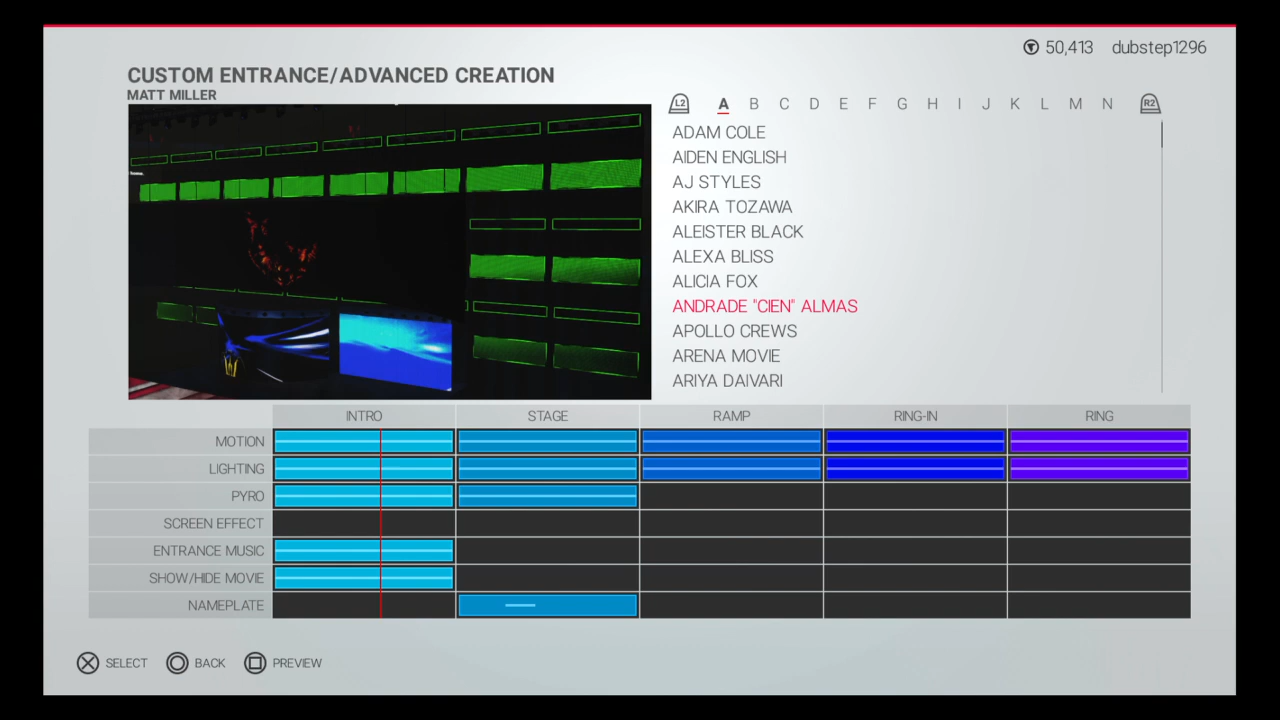 50,413 dubstep1296
CUSTOM ENTRANCE/ADVANCED CREATION
MATT MILLER
L2 A B C D E F G H I J K L M N R2
ADAM COLE
AIDEN ENGLISH
AJ STYLES
AKIRA TOZAWA
ALEISTER BLACK
ALEXA BLISS
ALICIA FOX
ANDRADE "CIEN" ALMAS
APOLLO CREWS
ARENA MOVIE
ARIYA DAIVARI
INTRO STAGE RAMP RING-IN RING
MOTION
LIGHTING
PYRO
SCREEN EFFECT
ENTRANCE MUSIC
SHOW/HIDE MOVIE
NAMEPLATE
SELECT BACK PREVIEW